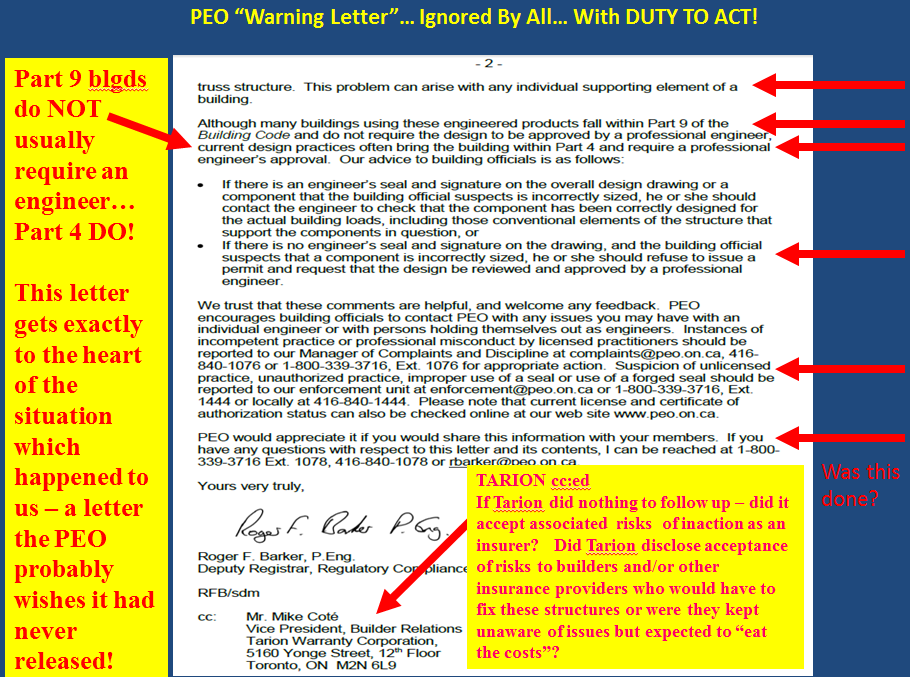 PEO “Warning Letter”… Ignored By All… With DUTY TO ACT!
Part 9 blgds
do NOT
usually
require an
engineer…
Part 4 DO!
This letter
gets exactly
to the heart
of the
situation
which
happened to
us – a letter
the PEO
probably
wishes it had
never
released!
- 2 -
truss structure. This problem can arise with any individual supporting element of a
building.
Although many buildings using these engineered products fall within Part 9 of the
Building Code and do not require the design to be approved by a professional engineer,
current design practices often bring the building within Part 4 and require a professional
engineer's approval. Our advice to building officials is as follows:
• If there is an engineer's seal and signature on the overall design drawing or a
component that the building official suspects is incorrectly sized, he or she should
contact the engineer to check that the component has been correctly designed for
the actual building loads, including those conventional elements of the structure that
support the components in question, or
• If there is no engineer's seal and signature on the drawing, and the building official
suspects that a component is incorrectly sized, he or she should refuse to issue a
permit and request that the design be reviewed and approved by a professional
engineer.
We trust that these comments are helpful, and welcome any feedback. PEO
encourages building officials to contact PEO with any issues you may have with an
individual engineer or with persons holding themselves out as engineers. Instances of
incompetent practice or professional misconduct by licensed practitioners should be
reported to our Manager of Complaints and Discipline at complaints@peo.on.ca, 416-
840-1076 or 1-800-339-3716, Ext. 1076 for appropriate action. Suspicion of unlicensed
practice, unauthorized practice, improper use of a seal or use of a forged seal should be
reported to our enforcement unit at enforcement@peo.on.ca or 1-800-339-3716, Ext.
1444 or locally at 416-840-1444. Please note that current license and certificate of
authorization status can also be checked online at our web site www.peo.on.ca.
PEO would appreciate it if you would share this information with your members. If you
have any questions with respect to this letter and its contents, I can be reached at 1-800-
339-3716 Ext. 1078, 416-840-1078 or rbarker@peo.on.ca.
Yours very truly,
Roger F. Barker P.Eng.
Roger F. Barker, P.Eng.
Deputy Registrar, Regulatory Compliance
RFB/sdm
cc: Mr. Mike Coté
Vice President, Builder Relations
Tarion Warranty Corporation,
5160 Yonge Street, 12th Floor
Toronto, ON M2N 6L9
TARION cc:ed
If Tarion did nothing to follow up – did it
accept associated risks of inaction as an
insurer? Did Tarion disclose acceptance
of risks to builders and/or other
insurance providers who would have to
fix these structures or were they kept
unaware of issues but expected to “eat
the costs”?
Was this
done?